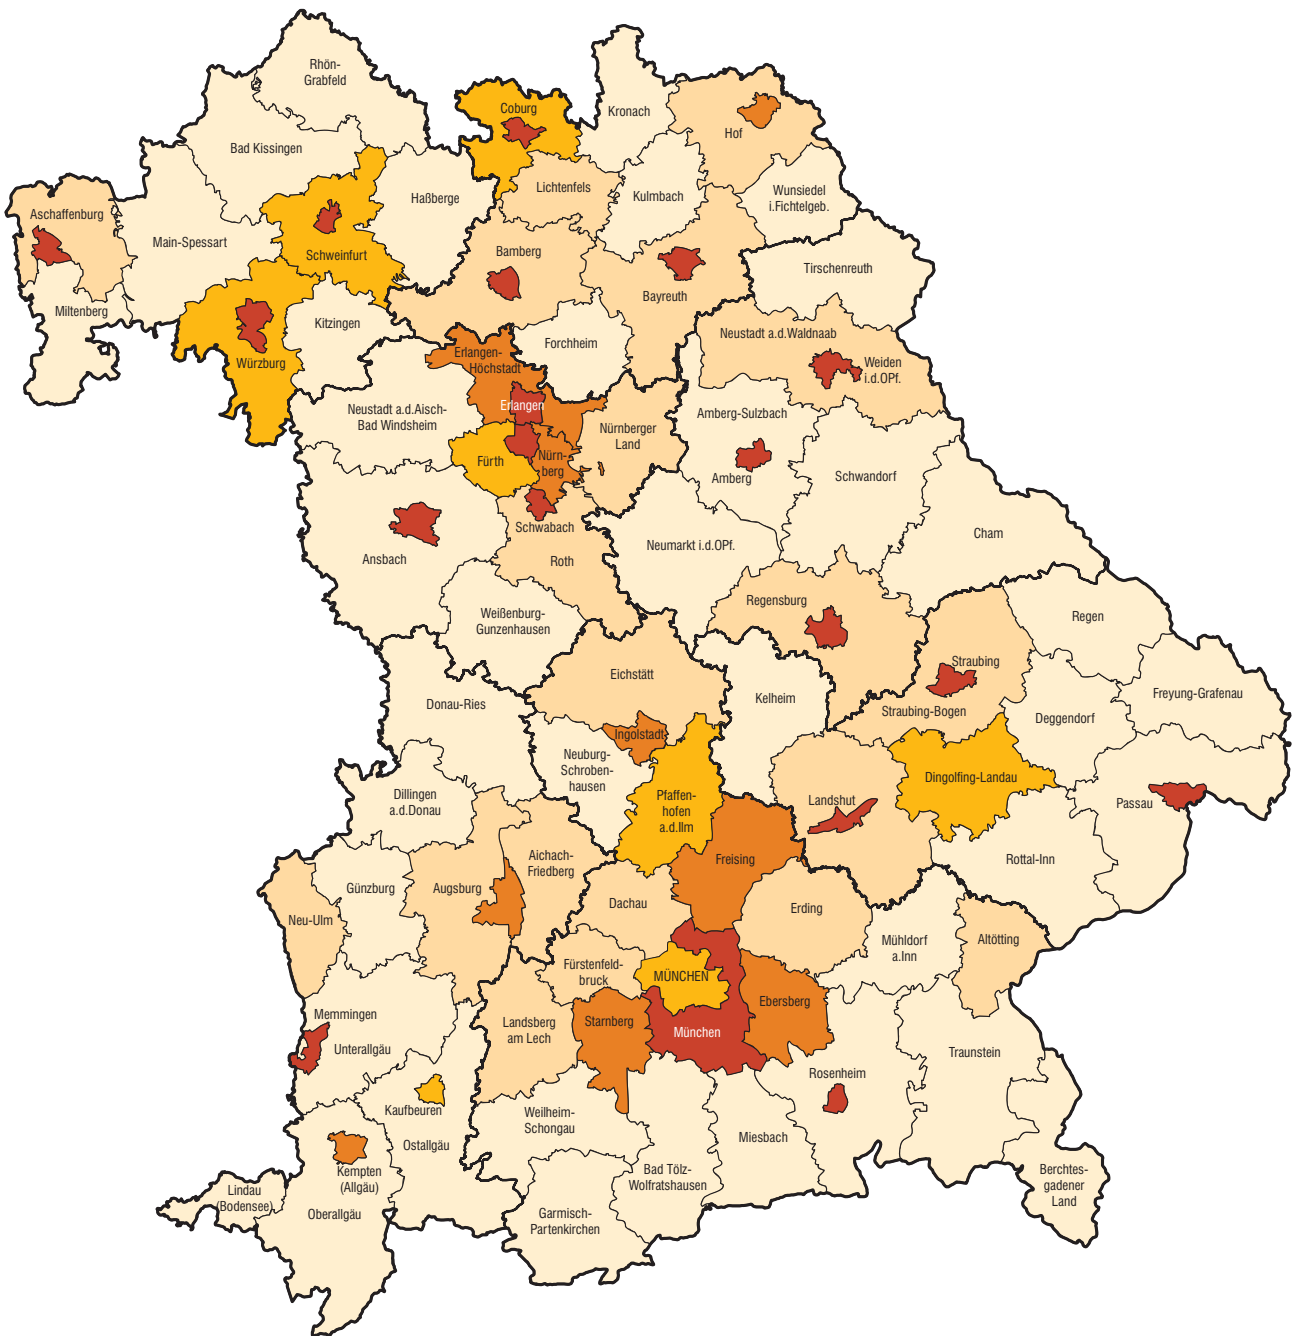 Rhön-
Grabfeld
Coburg
Kronach
Hof
Bad Kissingen
Lichtenfels
Kulmbach
Wunsiedel
i.Fichtelgeb.
Haßberge
Aschaffenburg
Main-Spessart
Schweinfurt
Bamberg
Bayreuth
Tirschenreuth
Miltenberg
Kitzingen
Forchheim
Neustadt a.d.Waldnaab
Würzburg
Erlangen-
Höchstadt
Weiden
i.d.OPf.
Erlangen
Neustadt a.d.Aisch-
Bad Windsheim
Amberg-Sulzbach
Nürnberger
Land
Fürth
Nürn-
berg
Amberg
Schwandorf
Schwabach
Cham
Neumarkt i.d.OPf.
Ansbach
Roth
Regensburg
Weißenburg-
Gunzenhausen
Regen
Straubing
Eichstätt
Freyung-Grafenau
Kelheim
Donau-Ries
Straubing-Bogen
Deggendorf
Ingolstadt
Neuburg-
Schroben-
hausen
Dingolfing-Landau
Dillingen
a.d.Donau
Pfaffen-
hofen
a.d.Ilm
Landshut
Passau
Aichach-
Friedberg
Freising
Rottal-Inn
Günzburg
Augsburg
Dachau
Erding
Neu-Ulm
Mühldorf
a.Inn
Altötting
Fürstenfeld-
bruck
MÜNCHEN
Ebersberg
Memmingen
Landsberg
am Lech
Starnberg
München
Unterallgäu
Traunstein
Rosenheim
Kaufbeuren
Weilheim-
Schongau
Ostallgäu
Miesbach
Kempten
(Allgäu)
Bad Tölz-
Wolfratshausen
Berchtes-
gadener
Land
Lindau
(Bodensee)
Oberallgäu
Garmisch-
Partenkirchen